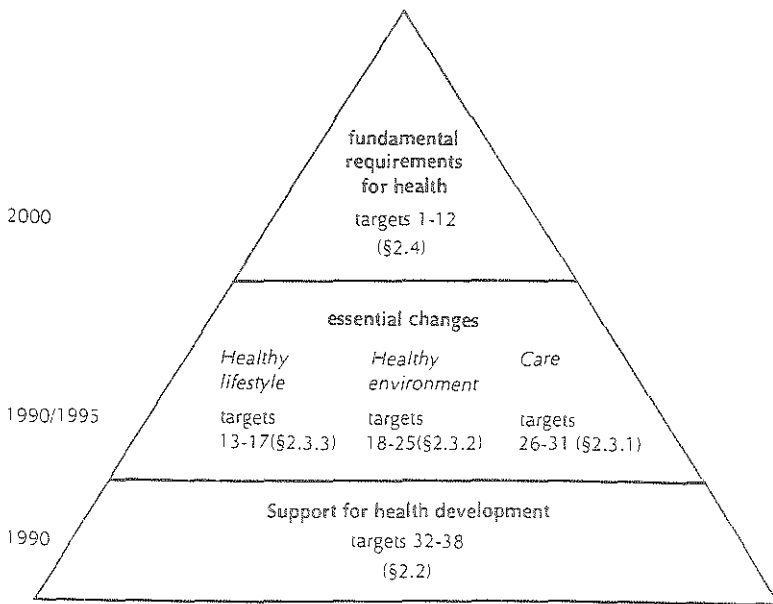 fundamental
requirements
for health
2000
targets 1-12
(§2.4)
essential changes
Healthy lifestyle
Healthy environment
Care
1990/1995
targets 13-17(§2.3.3)
targets 18-25(§2.3.2)
targets 26-31 (§2.3.1)
Support for health development
1990
targets 32-38
(§2.2)